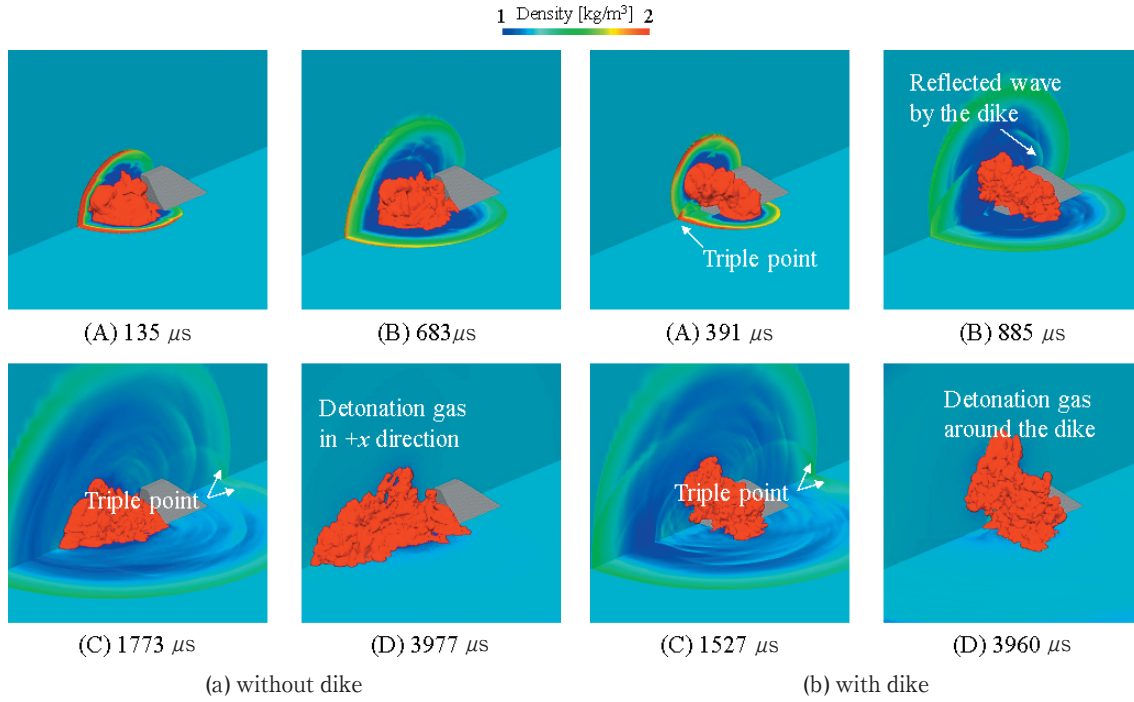 1 Density [kg/m³] 2
Reflected wave
by the dike
Triple point
(A) 135 μs
(B) 683μs
(A) 391 μs
(B) 885 μs
Detonation gas
in +x direction
Triple point
Triple point
Detonation gas
around the dike
(C) 1773 μs
(D) 3977 μs
(C) 1527 μs
(D) 3960 μs
(a) without dike
(b) with dike